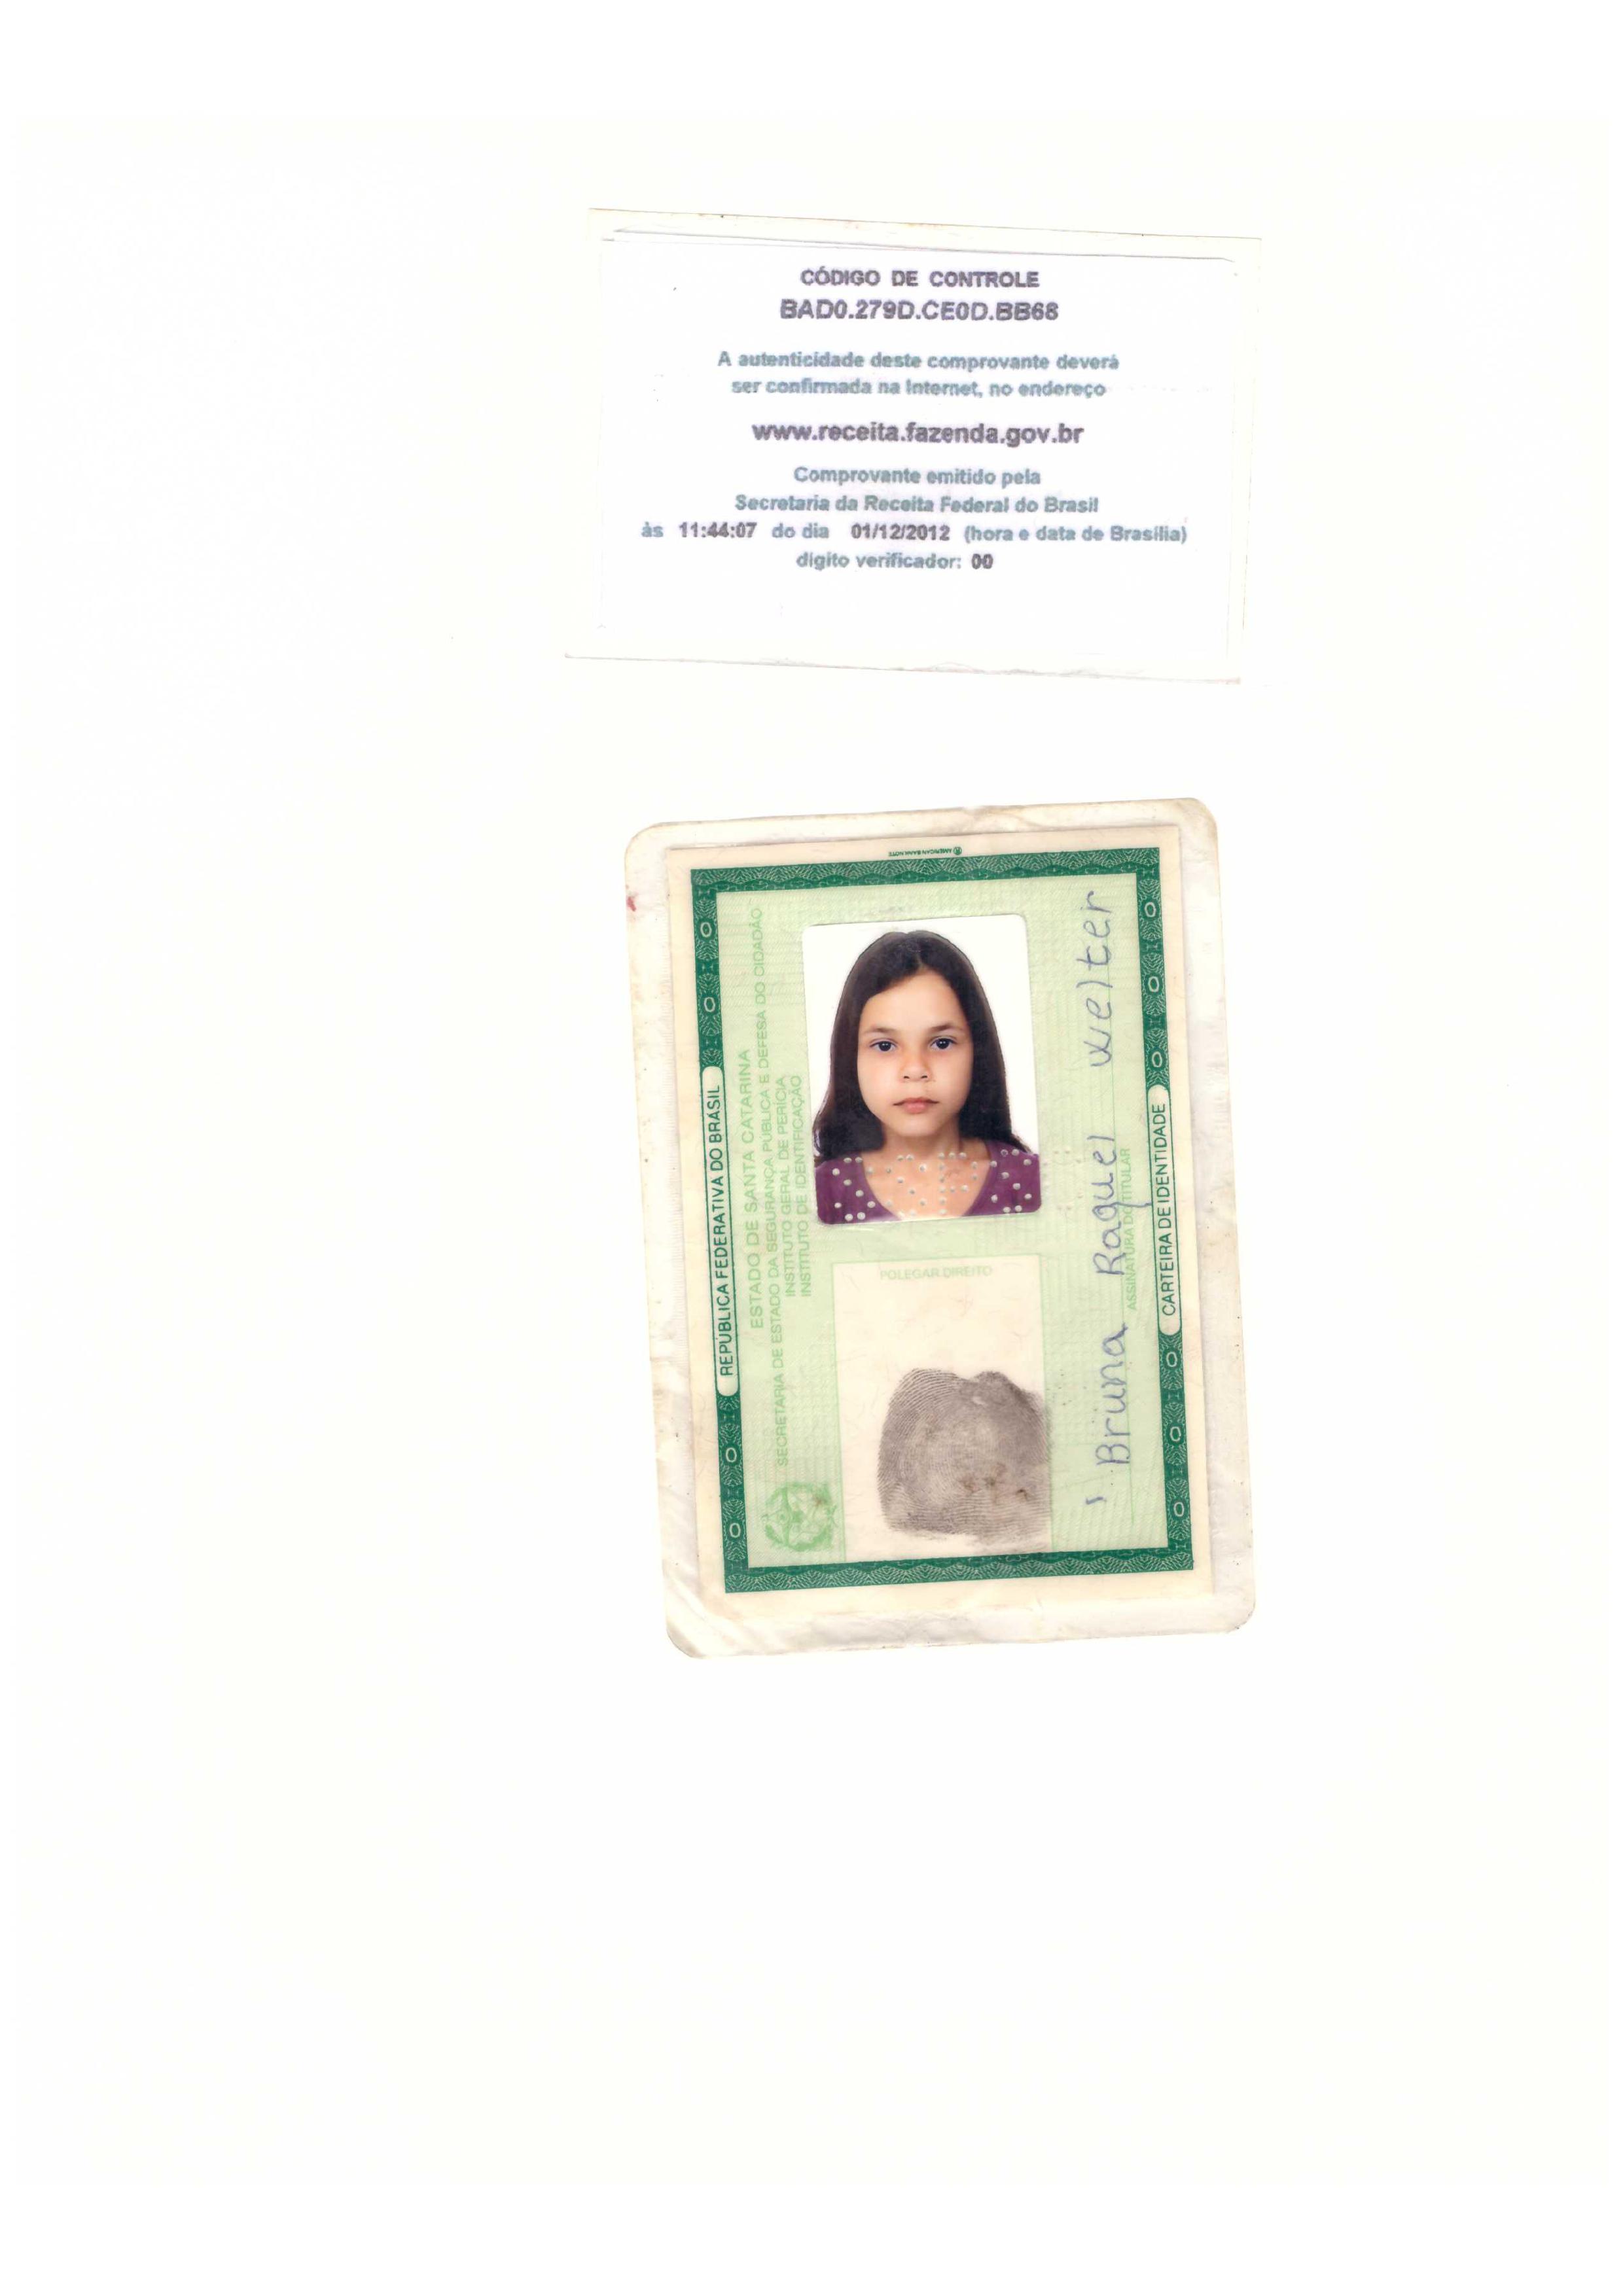 CÓDIGO DE CONTROLE
BAD0.279D.CE0D.BB68
A autenticidade deste comprovante deverá
ser confirmada na Internet, no endereço
www.receita.fazenda.gov.br
Comprovante emitido pela
Secretaria da Receita Federal do Brasil
às 11:44:07 do dia 01/12/2012 (hora e data de Brasília)
dígito verificador: 00
AMERICAN BANK NOTE
REPÚBLICA FEDERATIVA DO BRASIL
ESTADO DE SANTA CATARINA
SECRETARIA DE ESTADO DA SEGURANÇA PÚBLICA E DEFESA DO CIDADÃO
INSTITUTO GERAL DE PERÍCIA
INSTITUTO DE IDENTIFICAÇÃO
POLEGAR DIREITO
Bruna Raquel Welter
ASSINATURA DO TITULAR
CARTEIRA DE IDENTIDADE